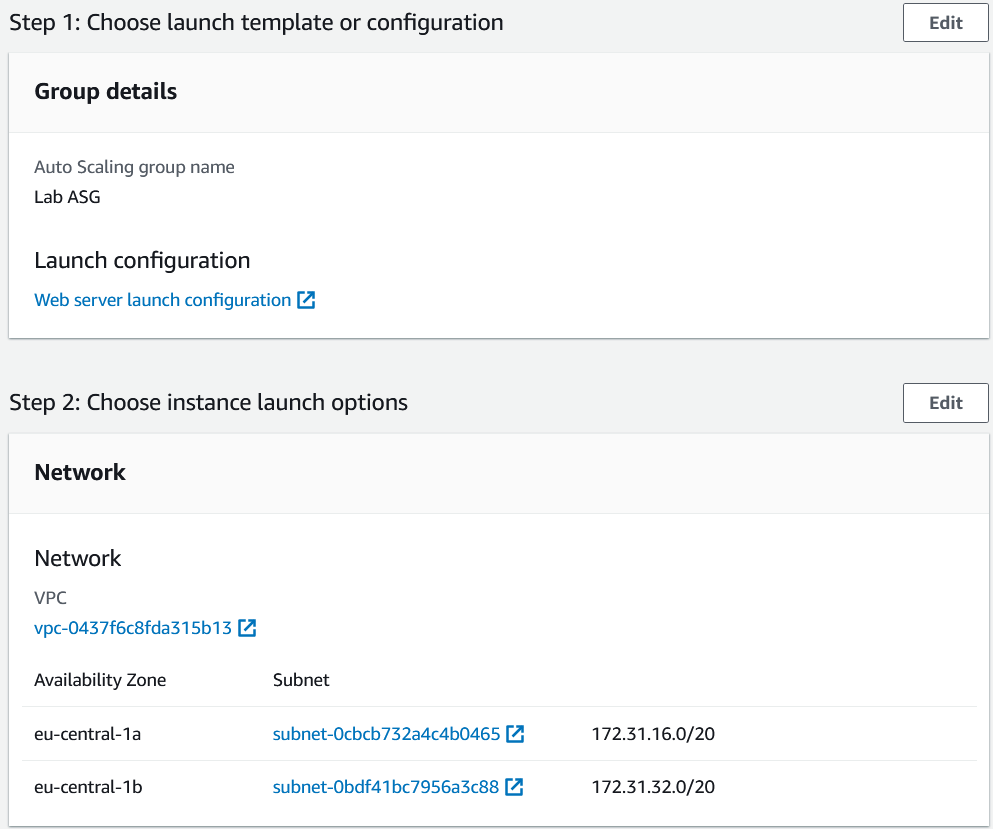 Step 1: Choose launch template or configuration
Edit
Group details
Auto Scaling group name
Lab ASG
Launch configuration
Web server launch configuration
Step 2: Choose instance launch options
Edit
Network
Network
VPC
vpc-0437f6c8fda315b13
Availability Zone Subnet
eu-central-1a subnet-0cbcb732a4c4b0465 172.31.16.0/20
eu-central-1b subnet-0bdf41bc7956a3c88 172.31.32.0/20